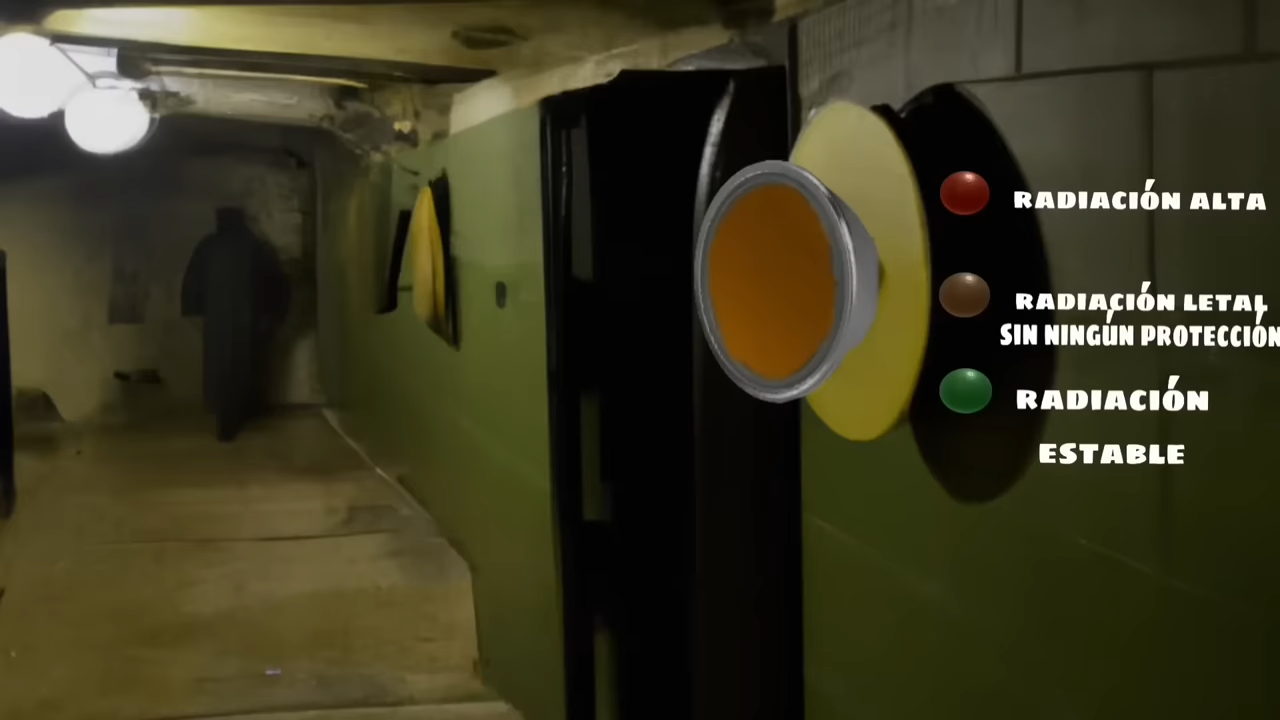 RADIACIÓN ALTA
RADIACIÓN LETAL
SIN NINGÚN PROTECCIÓN
RADIACIÓN
ESTABLE